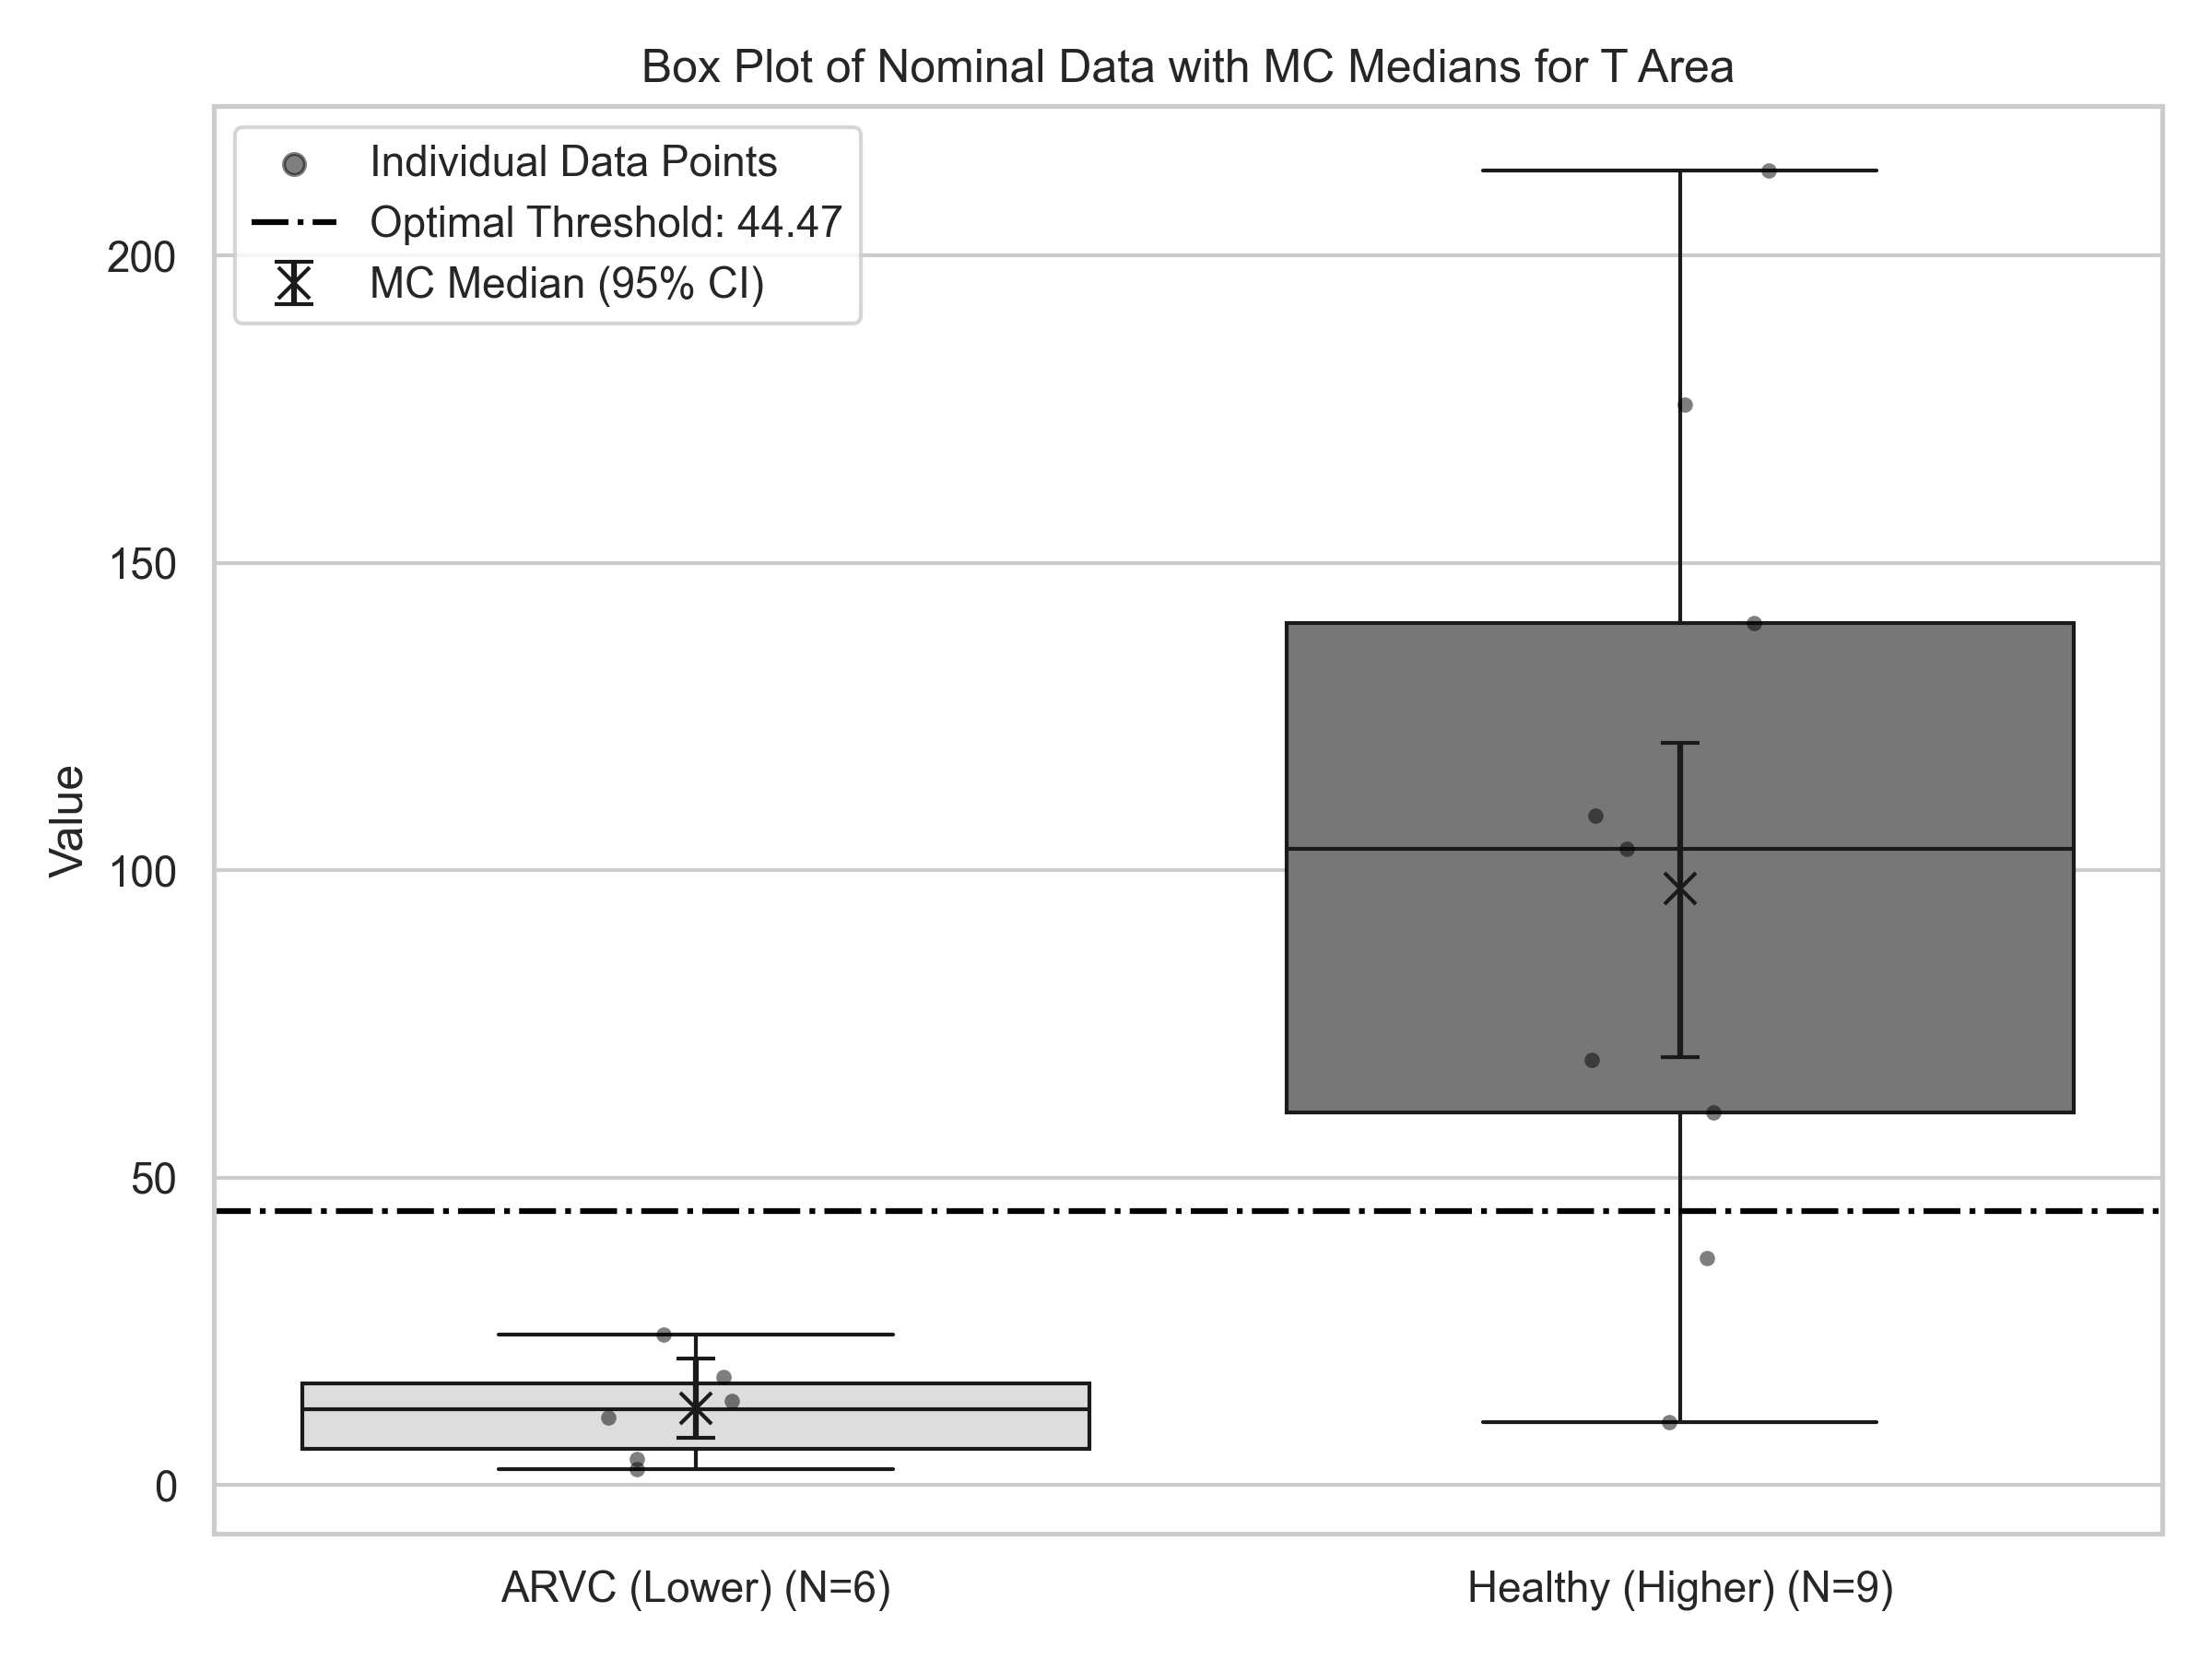 Box Plot of Nominal Data with MC Medians for T Area
Individual Data Points
Optimal Threshold: 44.47
MC Median (95% CI)
Value
200
150
100
50
0
ARVC (Lower) (N=6)
Healthy (Higher) (N=9)